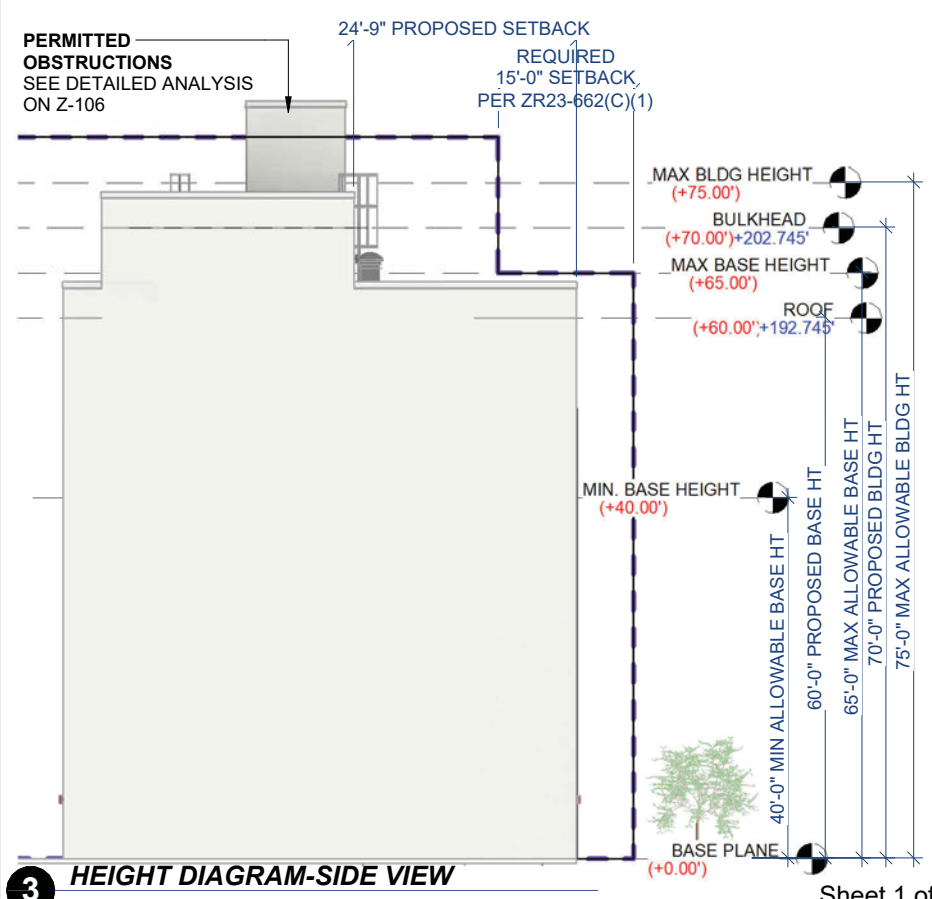 PERMITTED
OBSTRUCTIONS
SEE DETAILED ANALYSIS
ON Z-106
24'-9" PROPOSED SETBACK
REQUIRED
15'-0" SETBACK
PER ZR23-662(C)(1)
MAX BLDG HEIGHT
(+75.00')
BULKHEAD
(+70.00')+202.745'
MAX BASE HEIGHT
(+65.00')
ROOF
(+60.00')+192.745'
MIN. BASE HEIGHT
(+40.00')
40'-0" MIN ALLOWABLE BASE HT
60'-0" PROPOSED BASE HT
65'-0" MAX ALLOWABLE BASE HT
70'-0" PROPOSED BLDG HT
75'-0" MAX ALLOWABLE BLDG HT
BASE PLANE
(+0.00')
3 HEIGHT DIAGRAM-SIDE VIEW
Sheet 1 of